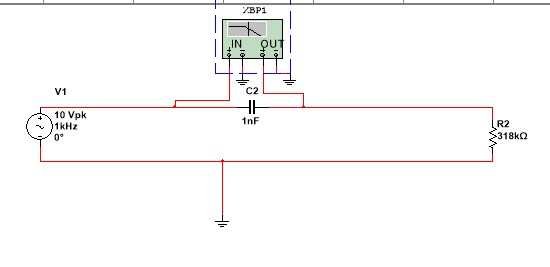 XBP1
IN OUT
V1
10 Vpk
1kHz
0°
C2
1nF
R2
318kΩ